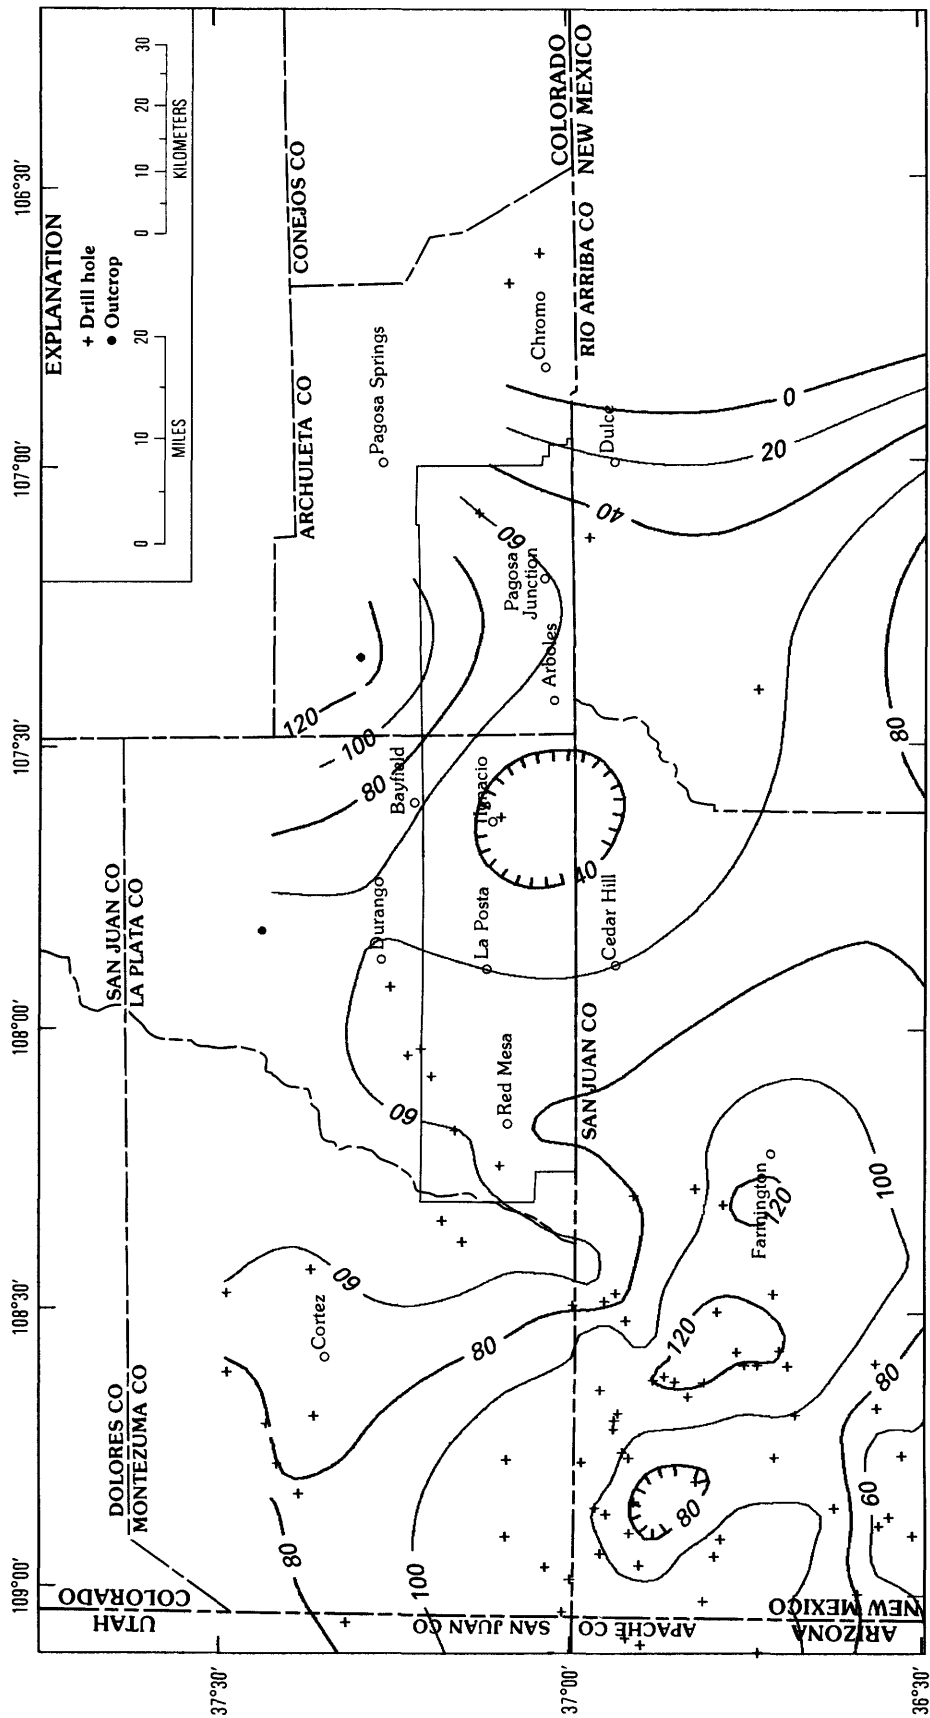 109°00′
108°30′
108°00′
107°30′
107°00′
106°30′
37°30′
37°00′
36°30′
EXPLANATION
+ Drill hole
● Outcrop
0 10 20
MILES
0 10 20 30
KILOMETERS
DOLORES CO
MONTEZUMA CO
SAN JUAN CO
LA PLATA CO
ARCHULETA CO
CONEJOS CO
COLORADO
NEW MEXICO
RIO ARRIBA CO
SAN JUAN CO
UTAH
COLORADO
SAN JUAN CO
APACHE CO
ARIZONA
NEW MEXICO
Cortez
Durango
Bayfield
Pagosa Springs
Red Mesa
La Posta
Ignacio
Arboles
Pagosa
Junction
Chromo
Dulce
Cedar Hill
Farmington
80
100
80
60
60
80
100
120
60
40
20
0
40
80
120
120
100
80
60
80